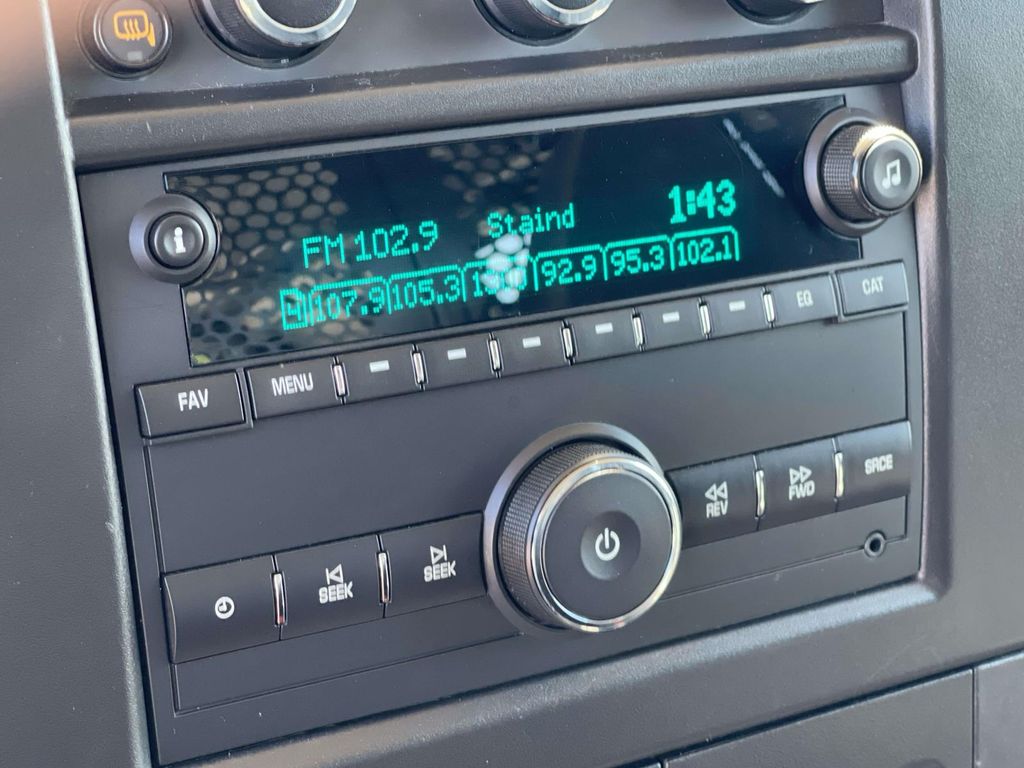 FM 102.9 Staind 1:43
107.9 105.3 92.9 95.3 102.1
FAV MENU EQ CAT
SEEK SEEK REV FWD SRCE